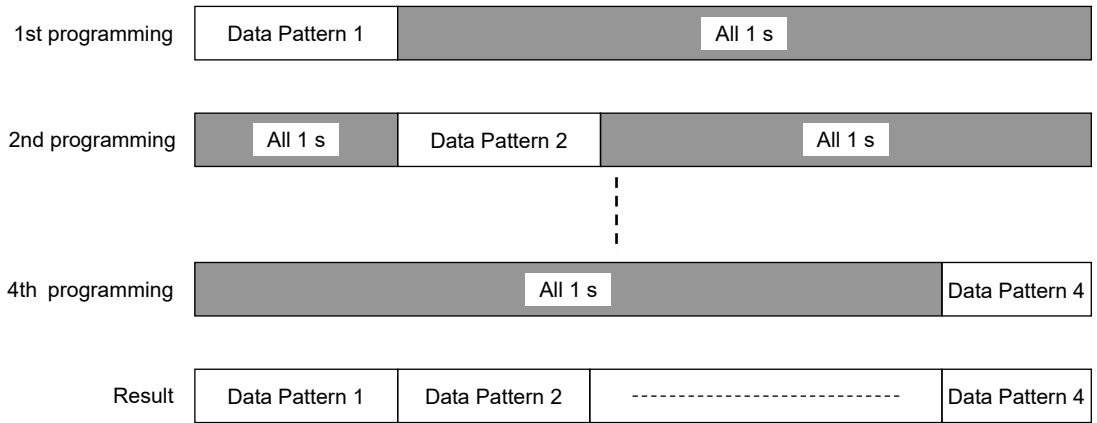 1st programming Data Pattern 1 All 1 s
2nd programming All 1 s Data Pattern 2 All 1 s
4th programming All 1 s Data Pattern 4
Result Data Pattern 1 Data Pattern 2 Data Pattern 4